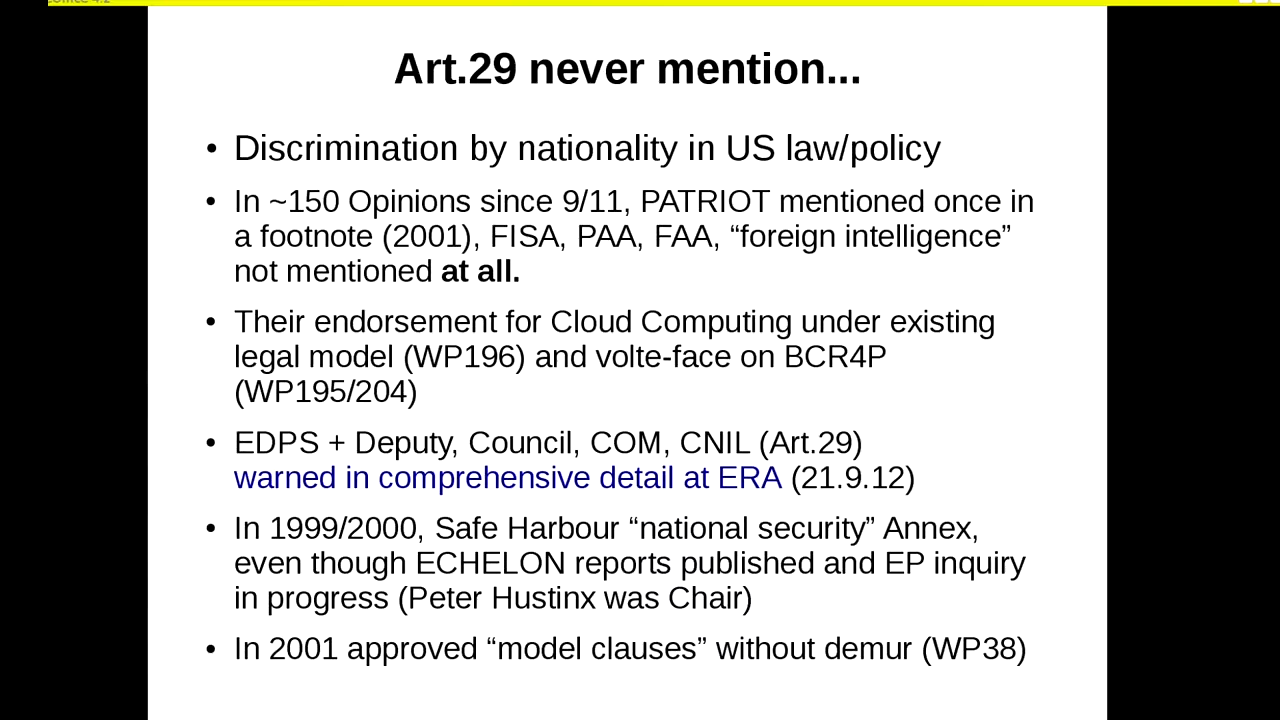 Art.29 never mention...
• Discrimination by nationality in US law/policy
• In ~150 Opinions since 9/11, PATRIOT mentioned once in
a footnote (2001), FISA, PAA, FAA, “foreign intelligence”
not mentioned at all.
• Their endorsement for Cloud Computing under existing
legal model (WP196) and volte-face on BCR4P
(WP195/204)
• EDPS + Deputy, Council, COM, CNIL (Art.29)
warned in comprehensive detail at ERA (21.9.12)
• In 1999/2000, Safe Harbour “national security” Annex,
even though ECHELON reports published and EP inquiry
in progress (Peter Hustinx was Chair)
• In 2001 approved “model clauses” without demur (WP38)